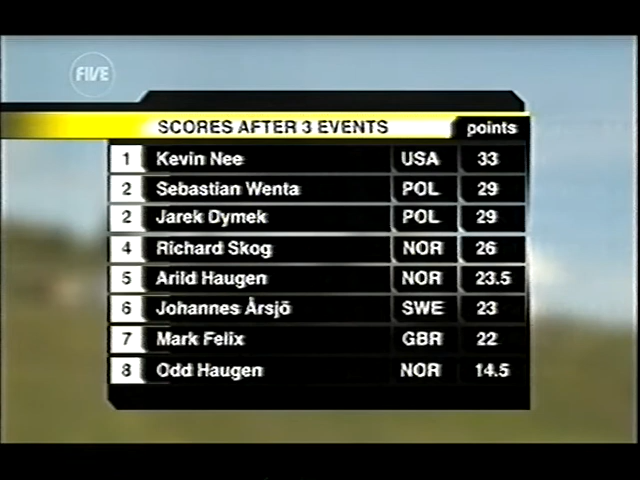 FIVE
SCORES AFTER 3 EVENTS points
1 Kevin Nee USA 33
2 Sebastian Wenta POL 29
2 Jarek Dymek POL 29
4 Richard Skog NOR 26
5 Arild Haugen NOR 23.5
6 Johannes Årsjö SWE 23
7 Mark Felix GBR 22
8 Odd Haugen NOR 14.5